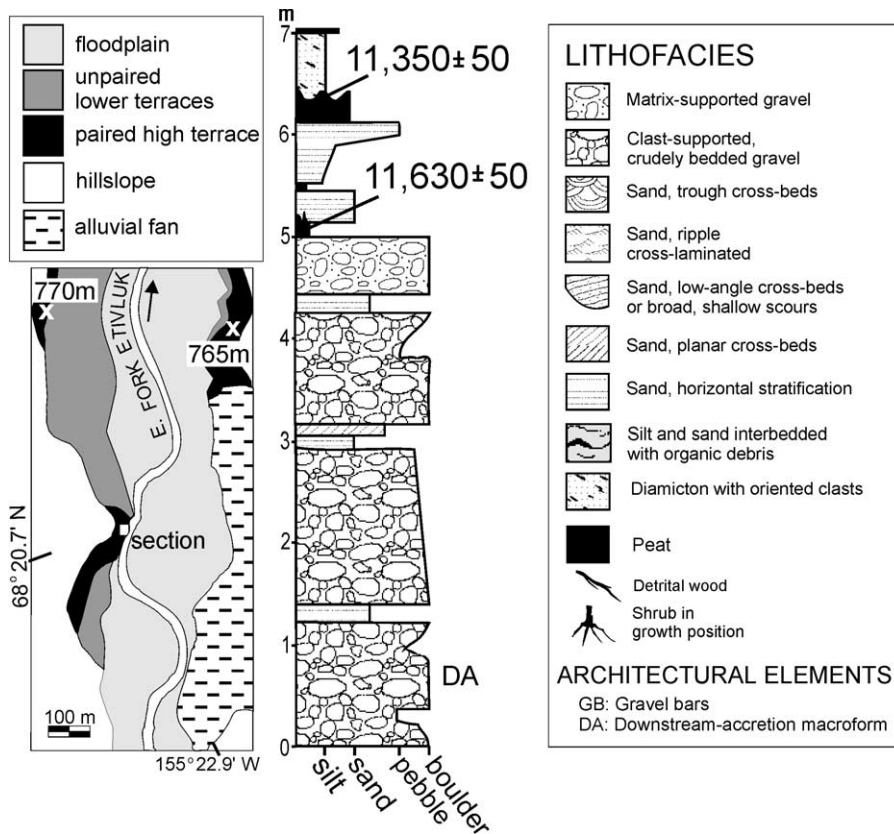 floodplain
unpaired
lower terraces
paired high terrace
hillslope
alluvial fan
770m
X
X
765m
E. FORK ETIVLUK
section
68° 20.7' N
100 m
155° 22.9' W
m
7
6
5
4
3
2
1
0
11,350±50
11,630±50
DA
silt
sand
pebble
boulder
LITHOFACIES
Matrix-supported gravel
Clast-supported,
crudely bedded gravel
Sand, trough cross-beds
Sand, ripple
cross-laminated
Sand, low-angle cross-beds
or broad, shallow scours
Sand, planar cross-beds
Sand, horizontal stratification
Silt and sand interbedded
with organic debris
Diamicton with oriented clasts
Peat
Detrital wood
Shrub in
growth position
ARCHITECTURAL ELEMENTS
GB: Gravel bars
DA: Downstream-accretion macroform